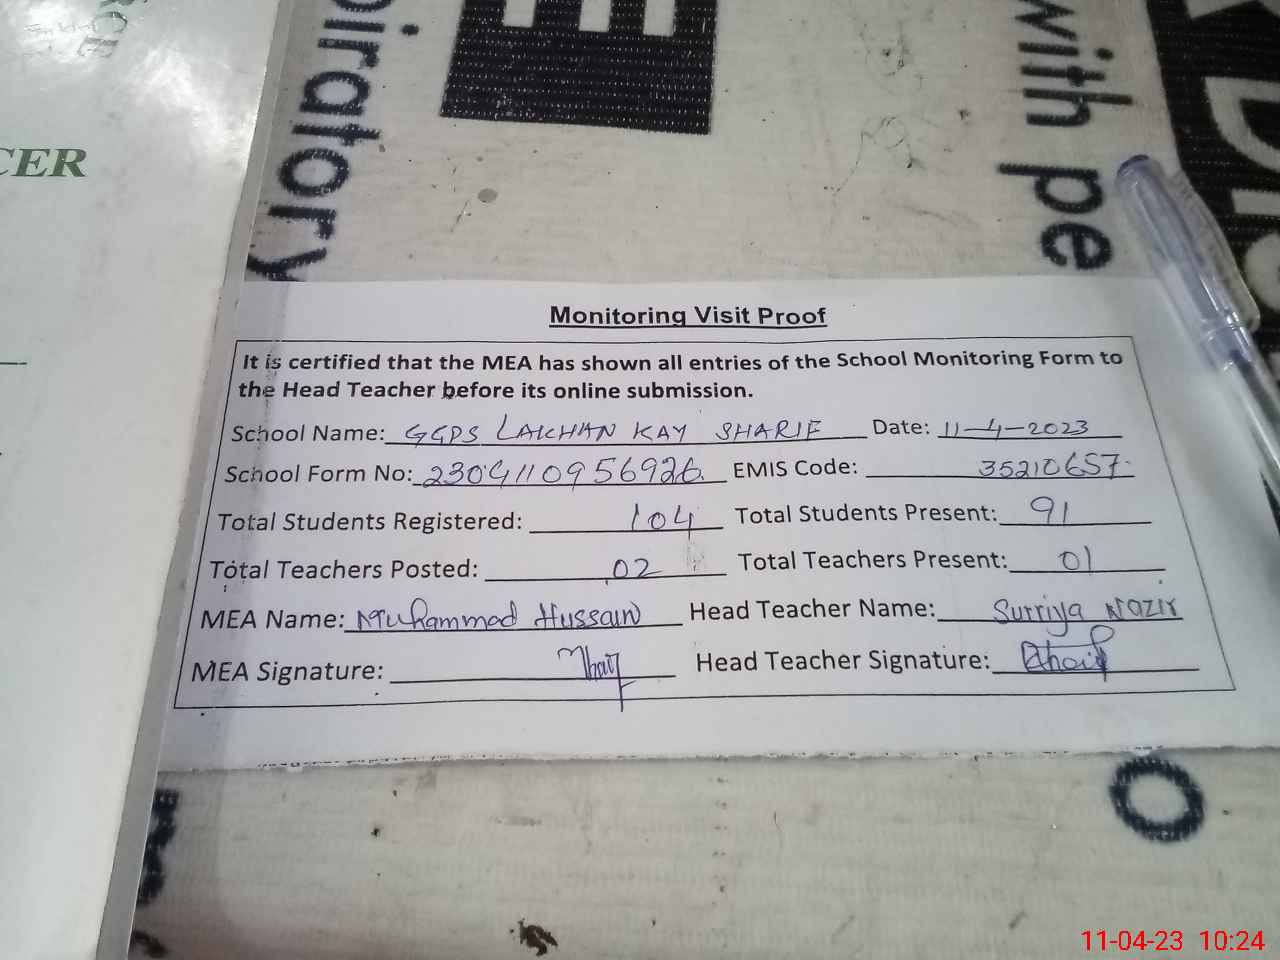 CER
piratory
E
with pe
Monitoring Visit Proof
It is certified that the MEA has shown all entries of the School Monitoring Form to
the Head Teacher before its online submission.
School Name: GGPS LAKHAN KAY SHARIF Date: 11-4-2023
School Form No: 2304110956926. EMIS Code: 35210657.
Total Students Registered: 104 Total Students Present: 91
Total Teachers Posted: 02 Total Teachers Present: 01
MEA Name: Muhammad Hussain Head Teacher Name: Surriya Nazir
MEA Signature: Head Teacher Signature:
11-04-23 10:24